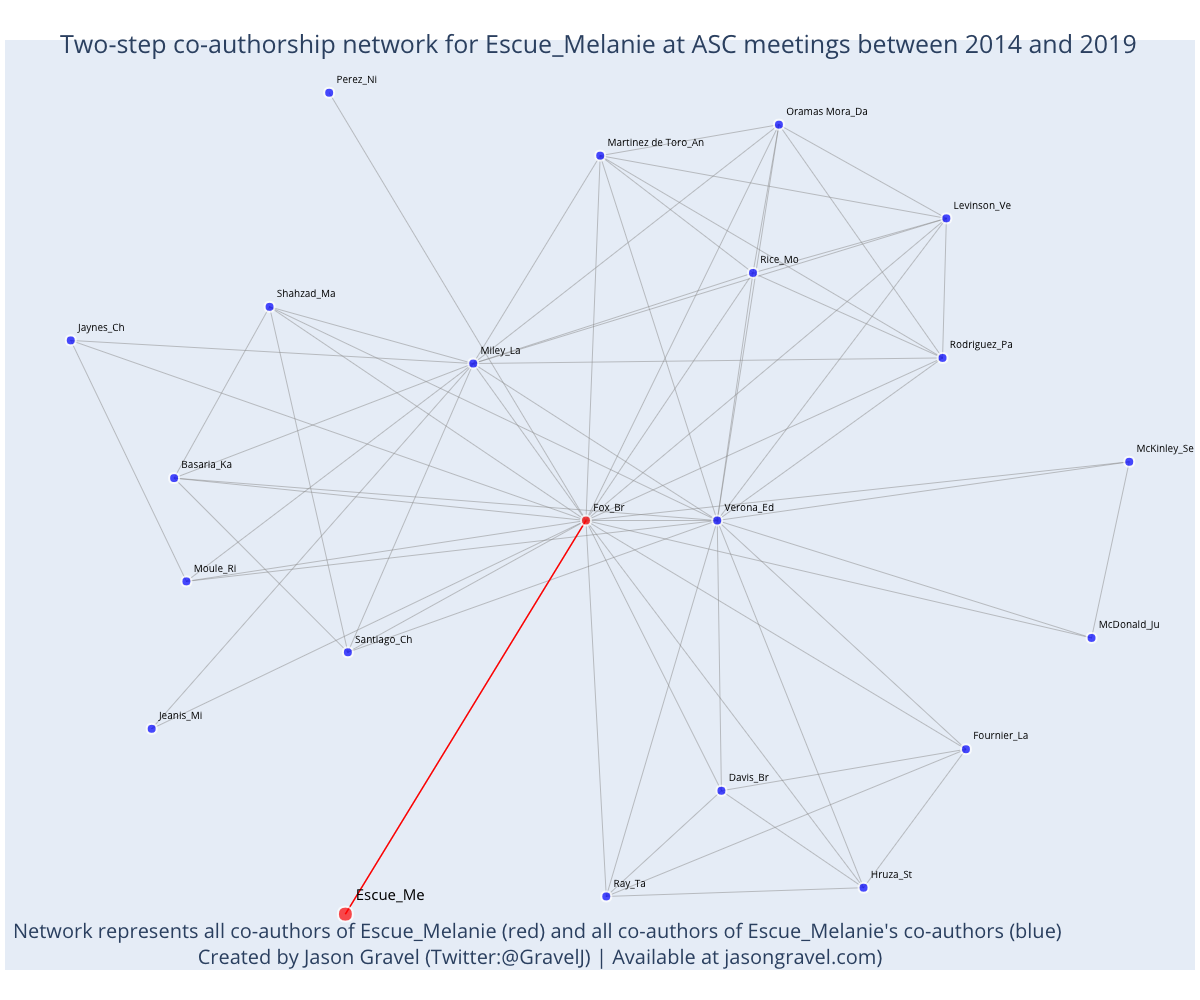 Two-step co-authorship network for Escue_Melanie at ASC meetings between 2014 and 2019
Perez_Ni
Oramas Mora_Da
Martinez de Toro_An
Levinson_Ve
Rice_Mo
Shahzad_Ma
Jaynes_Ch
Miley_La
Rodriguez_Pa
McKinley_Se
Basaria_Ka
Fox_Br
Verona_Ed
Moule_Ri
McDonald_Ju
Santiago_Ch
Jeanis_Mi
Fournier_La
Davis_Br
Hruza_St
Ray_Ta
Escue_Me
Network represents all co-authors of Escue_Melanie (red) and all co-authors of Escue_Melanie's co-authors (blue)
Created by Jason Gravel (Twitter:@GravelJ) | Available at jasongravel.com)